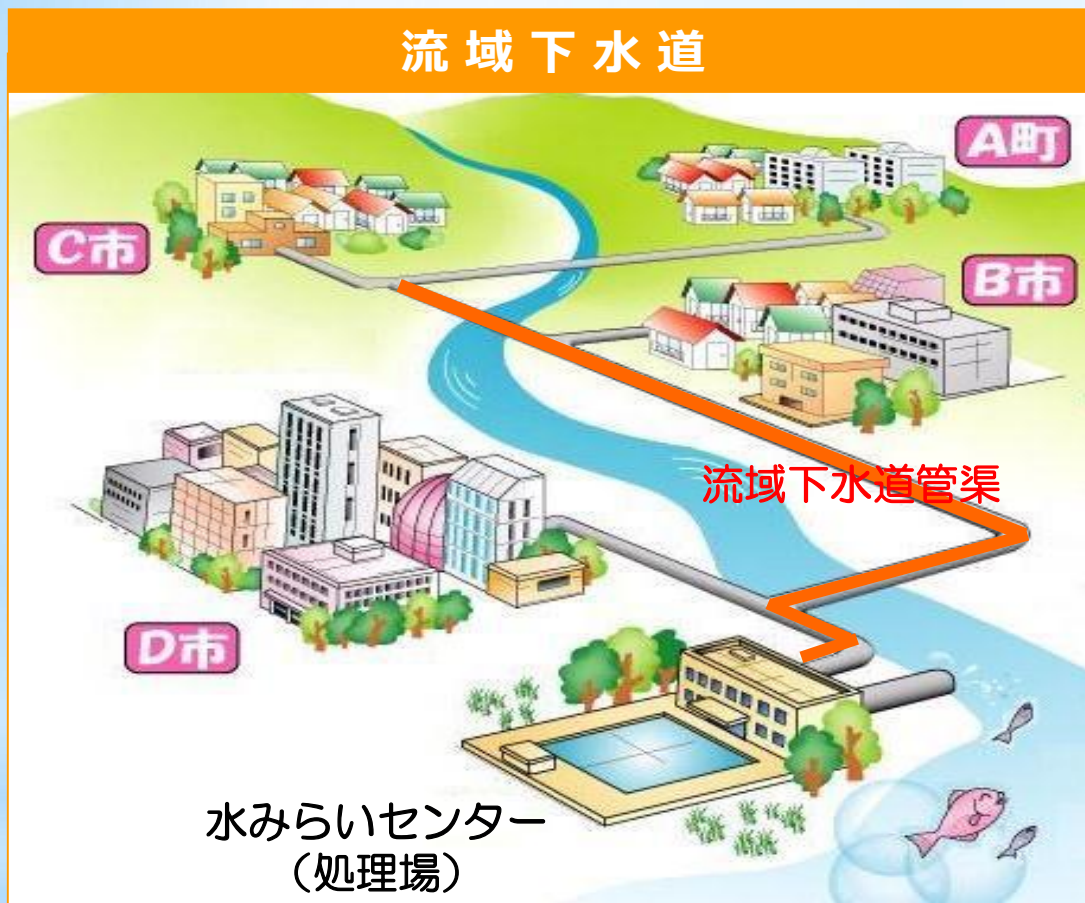 流域下水道
A町
C市
B市
流域下水道管渠
D市
水みらいセンター
（処理場）